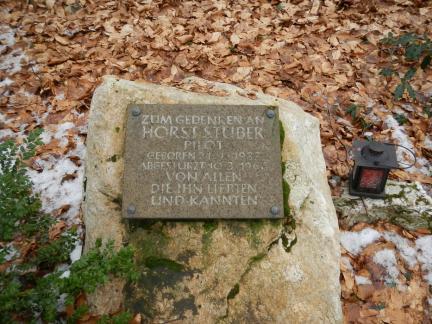 ZUM GEDENKEN AN
HORST STUBER
PILOT
GEBOREN
ABGESTÜRZT
VON ALLEN
DIE IHN LIEBTEN
UND KANNTEN